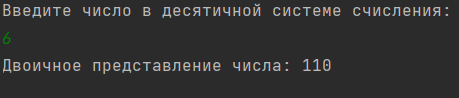 Введите число в десятичной системе счисления:
6
Двоичное представление числа: 110